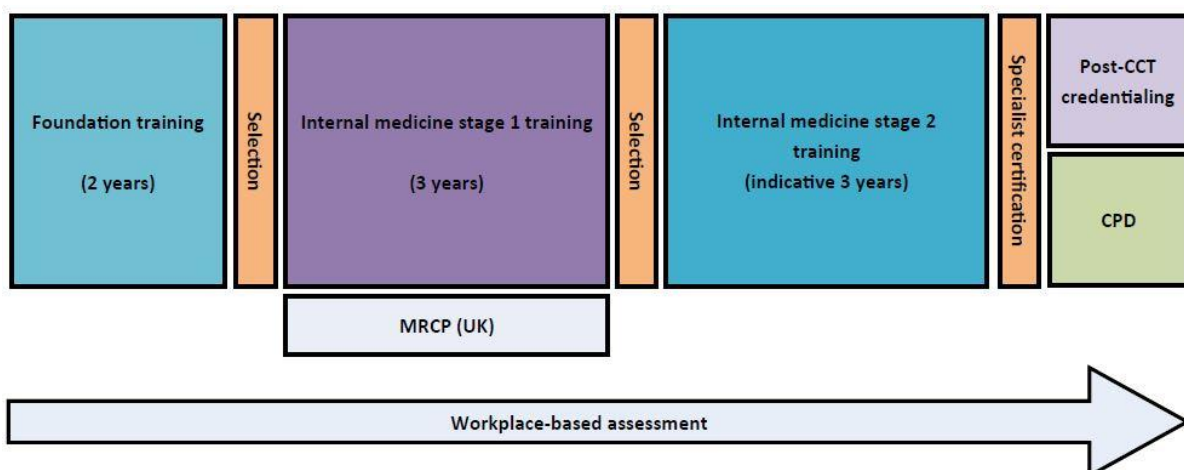 Foundation training
(2 years)
Selection
Internal medicine stage 1 training
(3 years)
Selection
Internal medicine stage 2
training
(indicative 3 years)
Specialist certification
Post-CCT
credentialing
CPD
MRCP (UK)
Workplace-based assessment